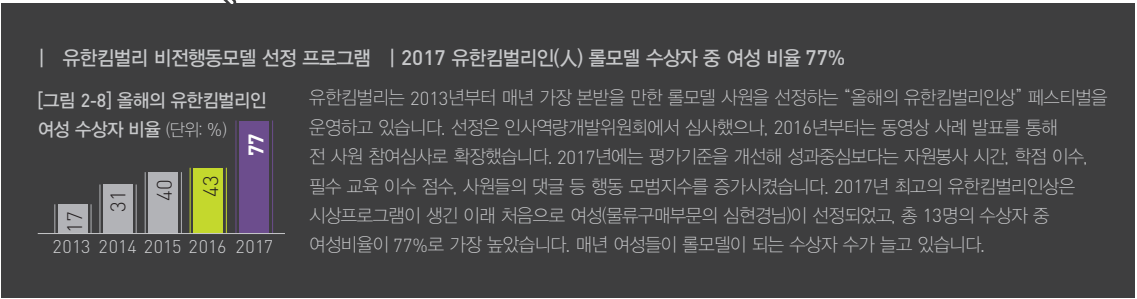 | 유한킴벌리 비전행동모델 선정 프로그램 | 2017 유한킴벌리인(人) 롤모델 수상자 중 여성 비율 77%
[그림 2-8] 올해의 유한킴벌리인
여성 수상자 비율 (단위: %)
17
31
40
43
77
2013 2014 2015 2016 2017
유한킴벌리는 2013년부터 매년 가장 본받을 만한 롤모델 사원을 선정하는 “올해의 유한킴벌리인상” 페스티벌을
운영하고 있습니다. 선정은 인사역량개발위원회에서 심사했으나, 2016년부터는 동영상 사례 발표를 통해
전 사원 참여심사로 확장했습니다. 2017년에는 평가기준을 개선해 성과중심보다는 자원봉사 시간, 학점 이수,
필수 교육 이수 점수, 사원들의 댓글 등 행동 모범지수를 증가시켰습니다. 2017년 최고의 유한킴벌리인상은
시상프로그램이 생긴 이래 처음으로 여성(물류구매부문의 심현경님)이 선정되었고, 총 13명의 수상자 중
여성비율이 77%로 가장 높았습니다. 매년 여성들이 롤모델이 되는 수상자 수가 늘고 있습니다.